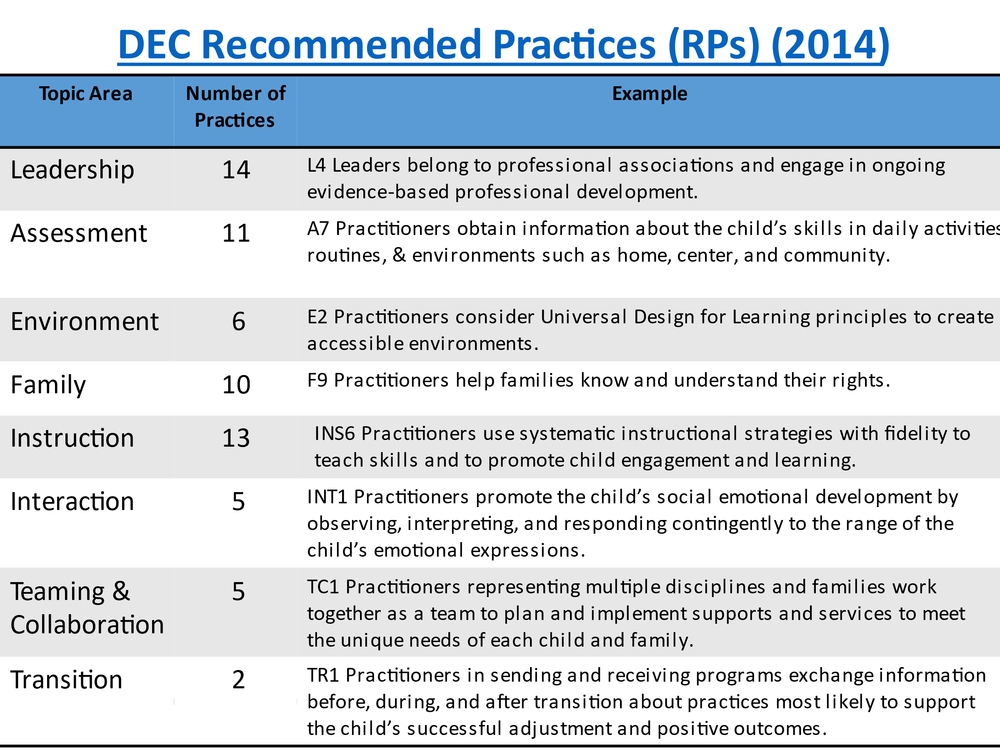 DEC Recommended Practices (RPs) (2014)
Topic Area
Number of
Practices
Example
Leadership
14
L4 Leaders belong to professional associations and engage in ongoing
evidence-based professional development.
Assessment
11
A7 Practitioners obtain information about the child’s skills in daily activities
routines, & environments such as home, center, and community.
Environment
6
E2 Practitioners consider Universal Design for Learning principles to create
accessible environments.
Family
10
F9 Practitioners help families know and understand their rights.
Instruction
13
INS6 Practitioners use systematic instructional strategies with fidelity to
teach skills and to promote child engagement and learning.
Interaction
5
INT1 Practitioners promote the child’s social emotional development by
observing, interpreting, and responding contingently to the range of the
child’s emotional expressions.
Teaming &
Collaboration
5
TC1 Practitioners representing multiple disciplines and families work
together as a team to plan and implement supports and services to meet
the unique needs of each child and family.
Transition
2
TR1 Practitioners in sending and receiving programs exchange information
before, during, and after transition about practices most likely to support
the child’s successful adjustment and positive outcomes.